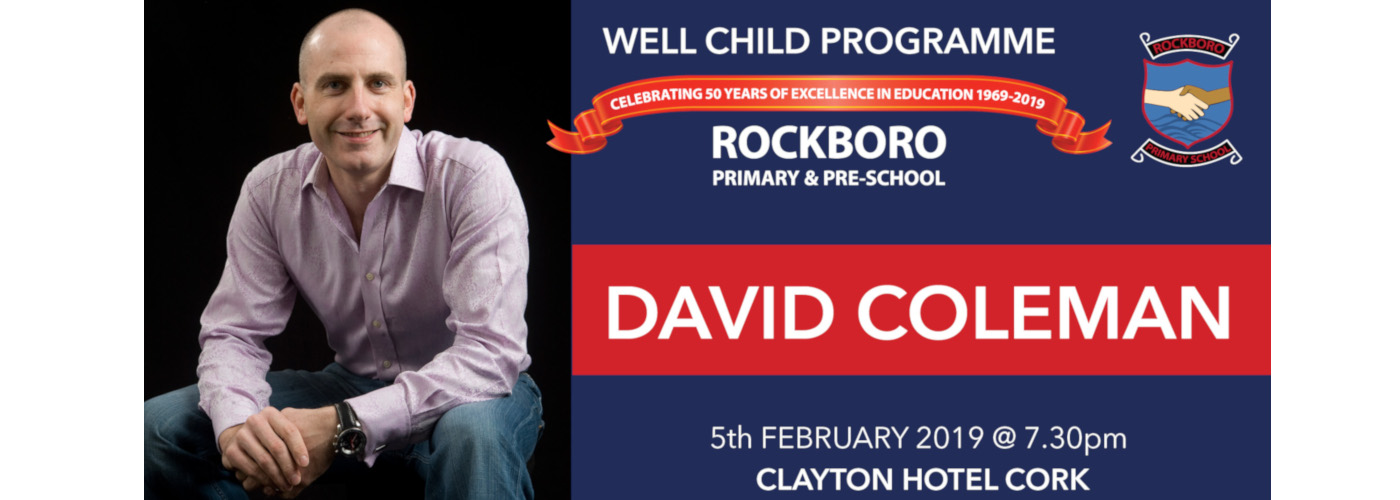 WELL CHILD PROGRAMME
CELEBRATING 50 YEARS OF EXCELLENCE IN EDUCATION 1969-2019
ROCKBORO
PRIMARY & PRE-SCHOOL
ROCKBORO
PRIMARY SCHOOL
DAVID COLEMAN
5th FEBRUARY 2019 @ 7.30pm
CLAYTON HOTEL CORK